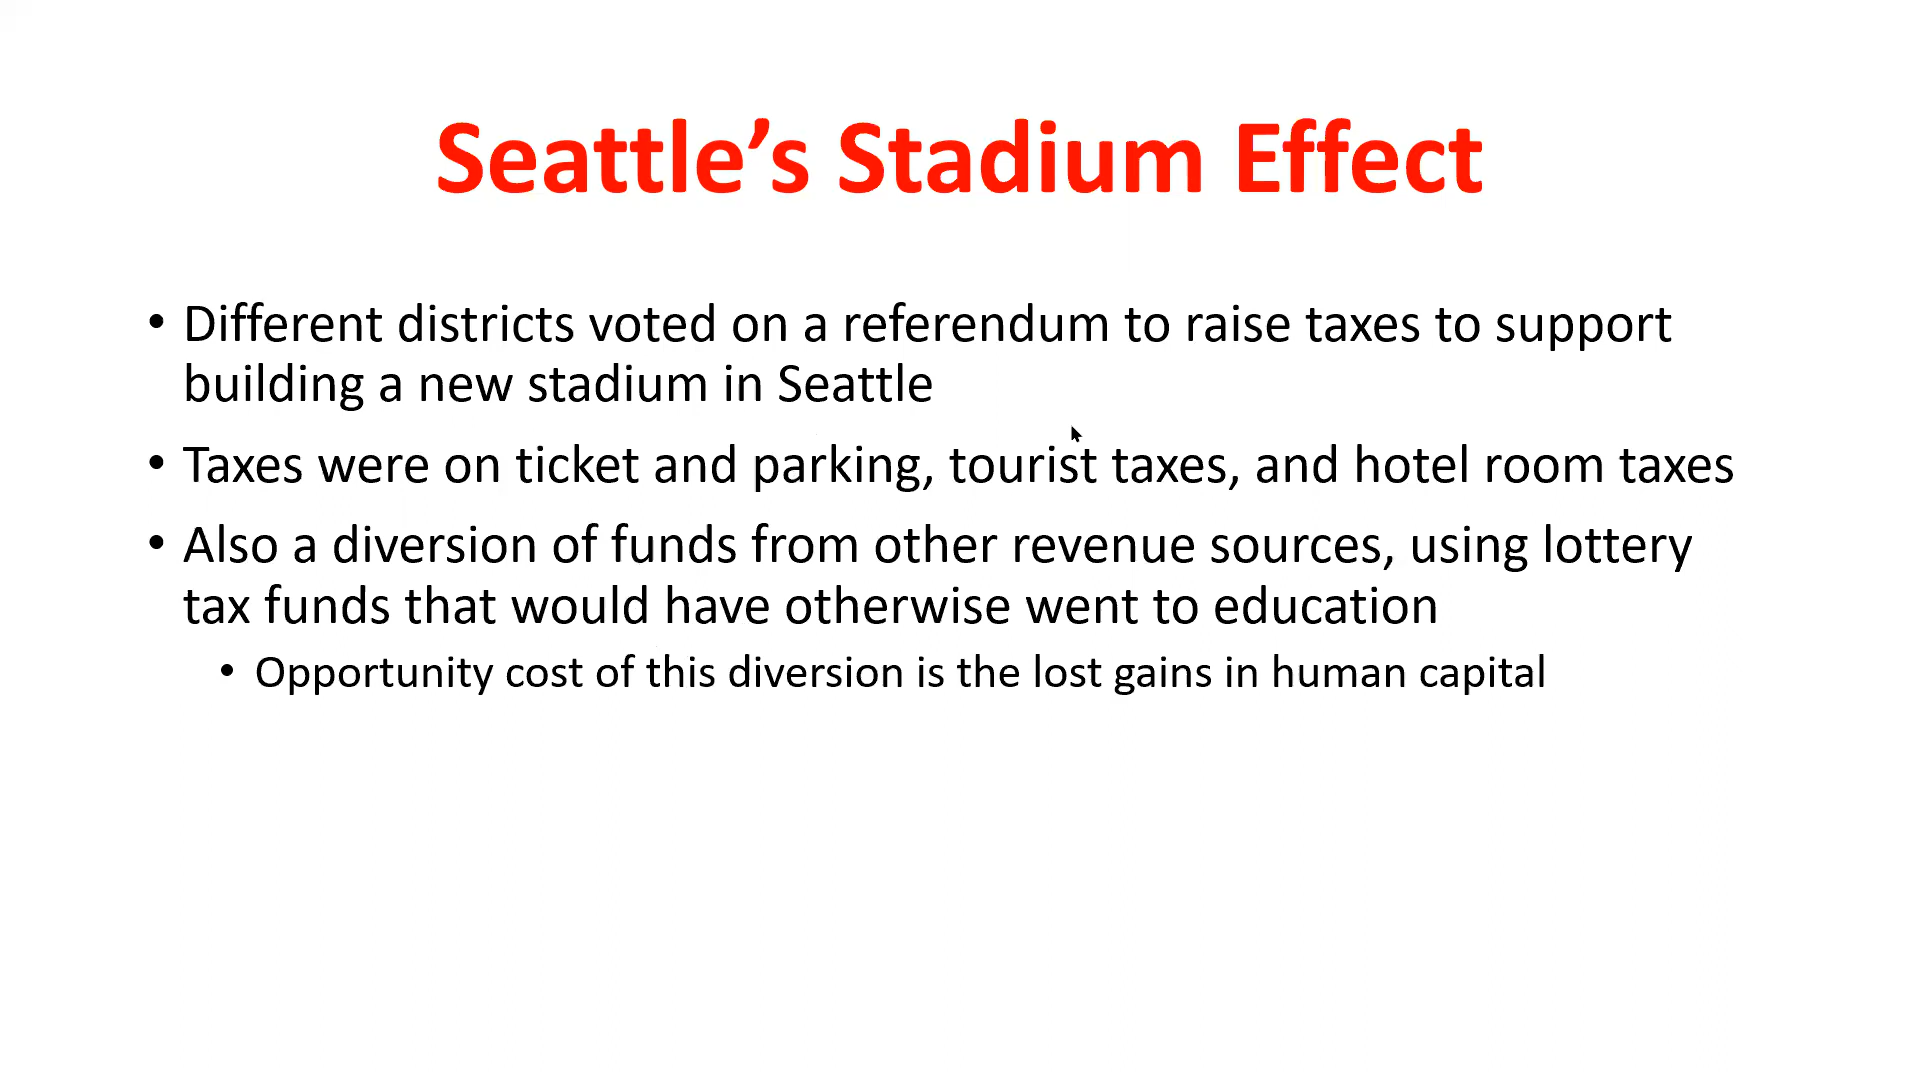 Seattle’s Stadium Effect
• Different districts voted on a referendum to raise taxes to support
building a new stadium in Seattle
• Taxes were on ticket and parking, tourist taxes, and hotel room taxes
• Also a diversion of funds from other revenue sources, using lottery
tax funds that would have otherwise went to education
• Opportunity cost of this diversion is the lost gains in human capital